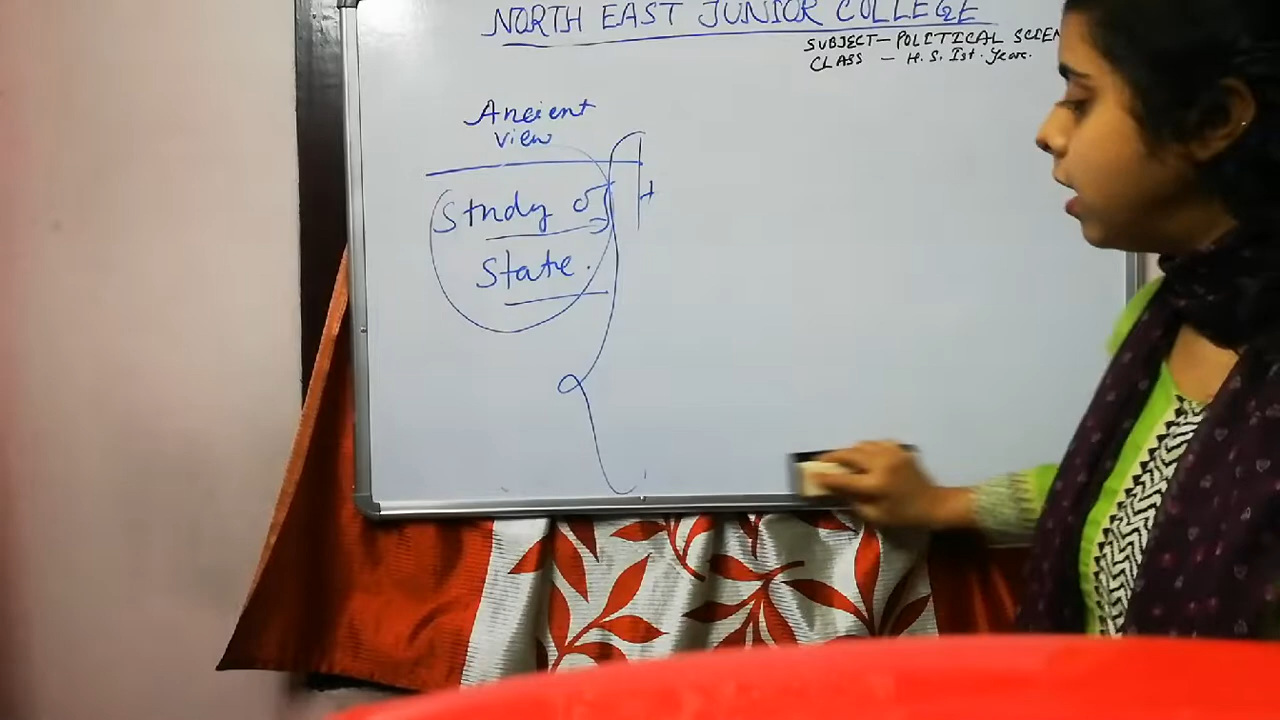 NORTH EAST JUNIOR COLLEGE
SUBJECT - POLITICAL SCIEN
CLASS - H. S. Ist. Year.
Ancient
view
Study of
State.